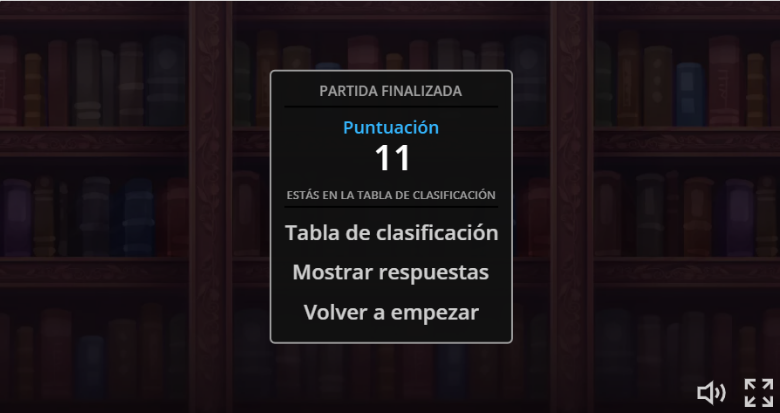 PARTIDA FINALIZADA
Puntuación
11
ESTÁS EN LA TABLA DE CLASIFICACIÓN
Tabla de clasificación
Mostrar respuestas
Volver a empezar